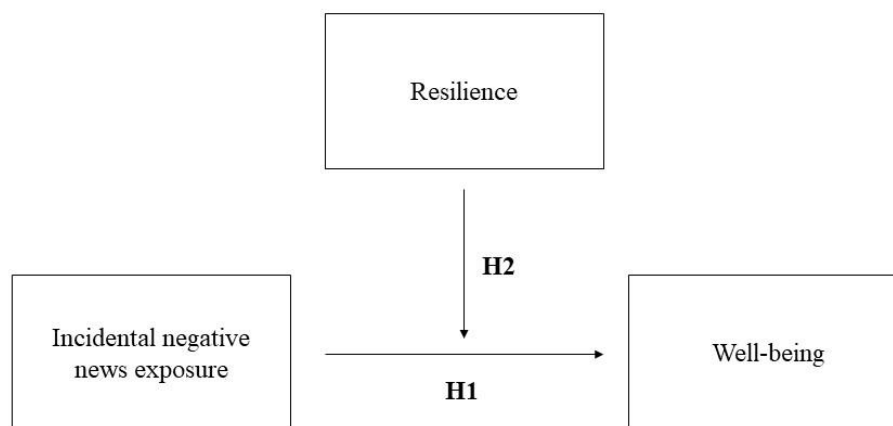 Resilience
H2
Incidental negative
news exposure
Well-being
H1